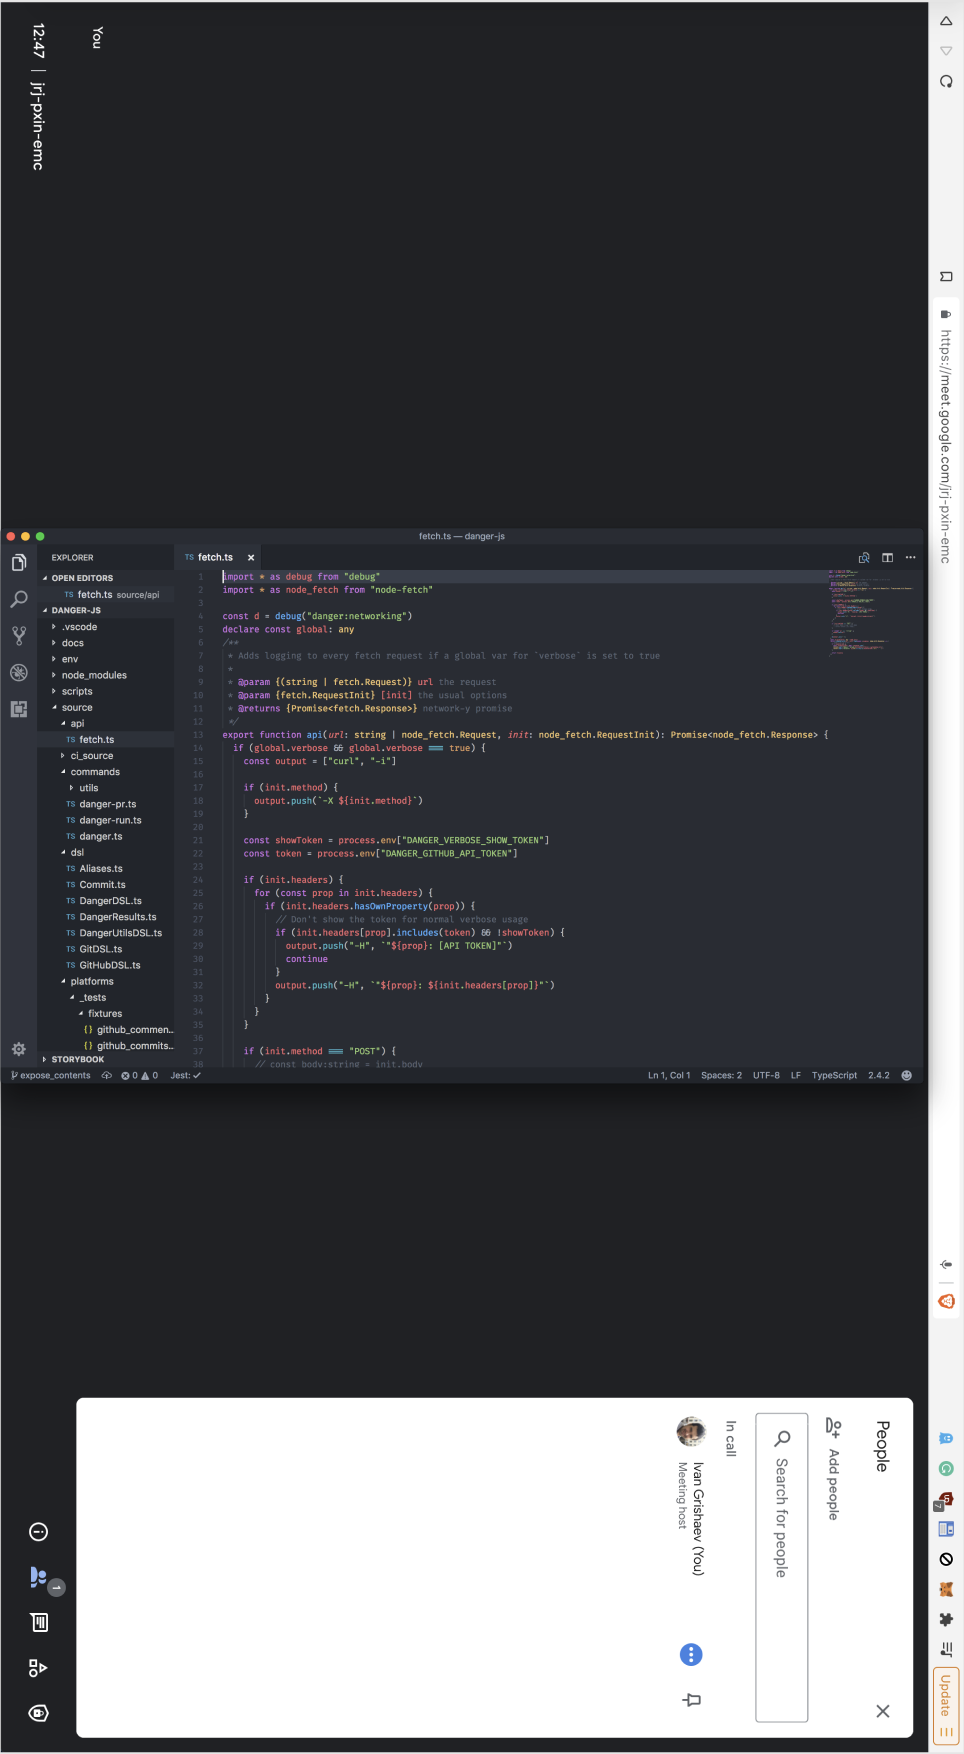 https://meet.google.com/jrj-pxin-emc
7
Update
You
12:47 | jrj-pxin-emc
fetch.ts — danger-js
EXPLORER
OPEN EDITORS
TS fetch.ts source/api
DANGER-JS
.vscode
docs
env
node_modules
scripts
source
api
TS fetch.ts
ci_source
commands
utils
TS danger-pr.ts
TS danger-run.ts
TS danger.ts
dsl
TS Aliases.ts
TS Commit.ts
TS DangerDSL.ts
TS DangerResults.ts
TS DangerUtilsDSL.ts
TS GitDSL.ts
TS GitHubDSL.ts
platforms
_tests
fixtures
{} github_commen...
{} github_commits...
STORYBOOK
TS fetch.ts ×
1 import * as debug from "debug"
2 import * as node_fetch from "node-fetch"
3
4 const d = debug("danger:networking")
5 declare const global: any
6 /**
7 * Adds logging to every fetch request if a global var for `verbose` is set to true
8 *
9 * @param {(string | fetch.Request)} url the request
10 * @param {fetch.RequestInit} [init] the usual options
11 * @returns {Promise<fetch.Response>} network-y promise
12 */
13 export function api(url: string | node_fetch.Request, init: node_fetch.RequestInit): Promise<node_fetch.Response> {
14 if (global.verbose && global.verbose === true) {
15 const output = ["curl", "-i"]
16
17 if (init.method) {
18 output.push(`-X ${init.method}`)
19 }
20
21 const showToken = process.env["DANGER_VERBOSE_SHOW_TOKEN"]
22 const token = process.env["DANGER_GITHUB_API_TOKEN"]
23
24 if (init.headers) {
25 for (const prop in init.headers) {
26 if (init.headers.hasOwnProperty(prop)) {
27 // Don't show the token for normal verbose usage
28 if (init.headers[prop].includes(token) && !showToken) {
29 output.push("-H", `"${prop}: [API TOKEN]"`)
30 continue
31 }
32 output.push("-H", `"${prop}: ${init.headers[prop]}"`)
33 }
34 }
35 }
36
37 if (init.method === "POST") {
38 // const body:string = init.body
expose_contents 0 0 Jest: ✓
Ln 1, Col 1 Spaces: 2 UTF-8 LF TypeScript 2.4.2
People
Add people
Search for people
In call
Ivan Grishaev (You)
Meeting host
1